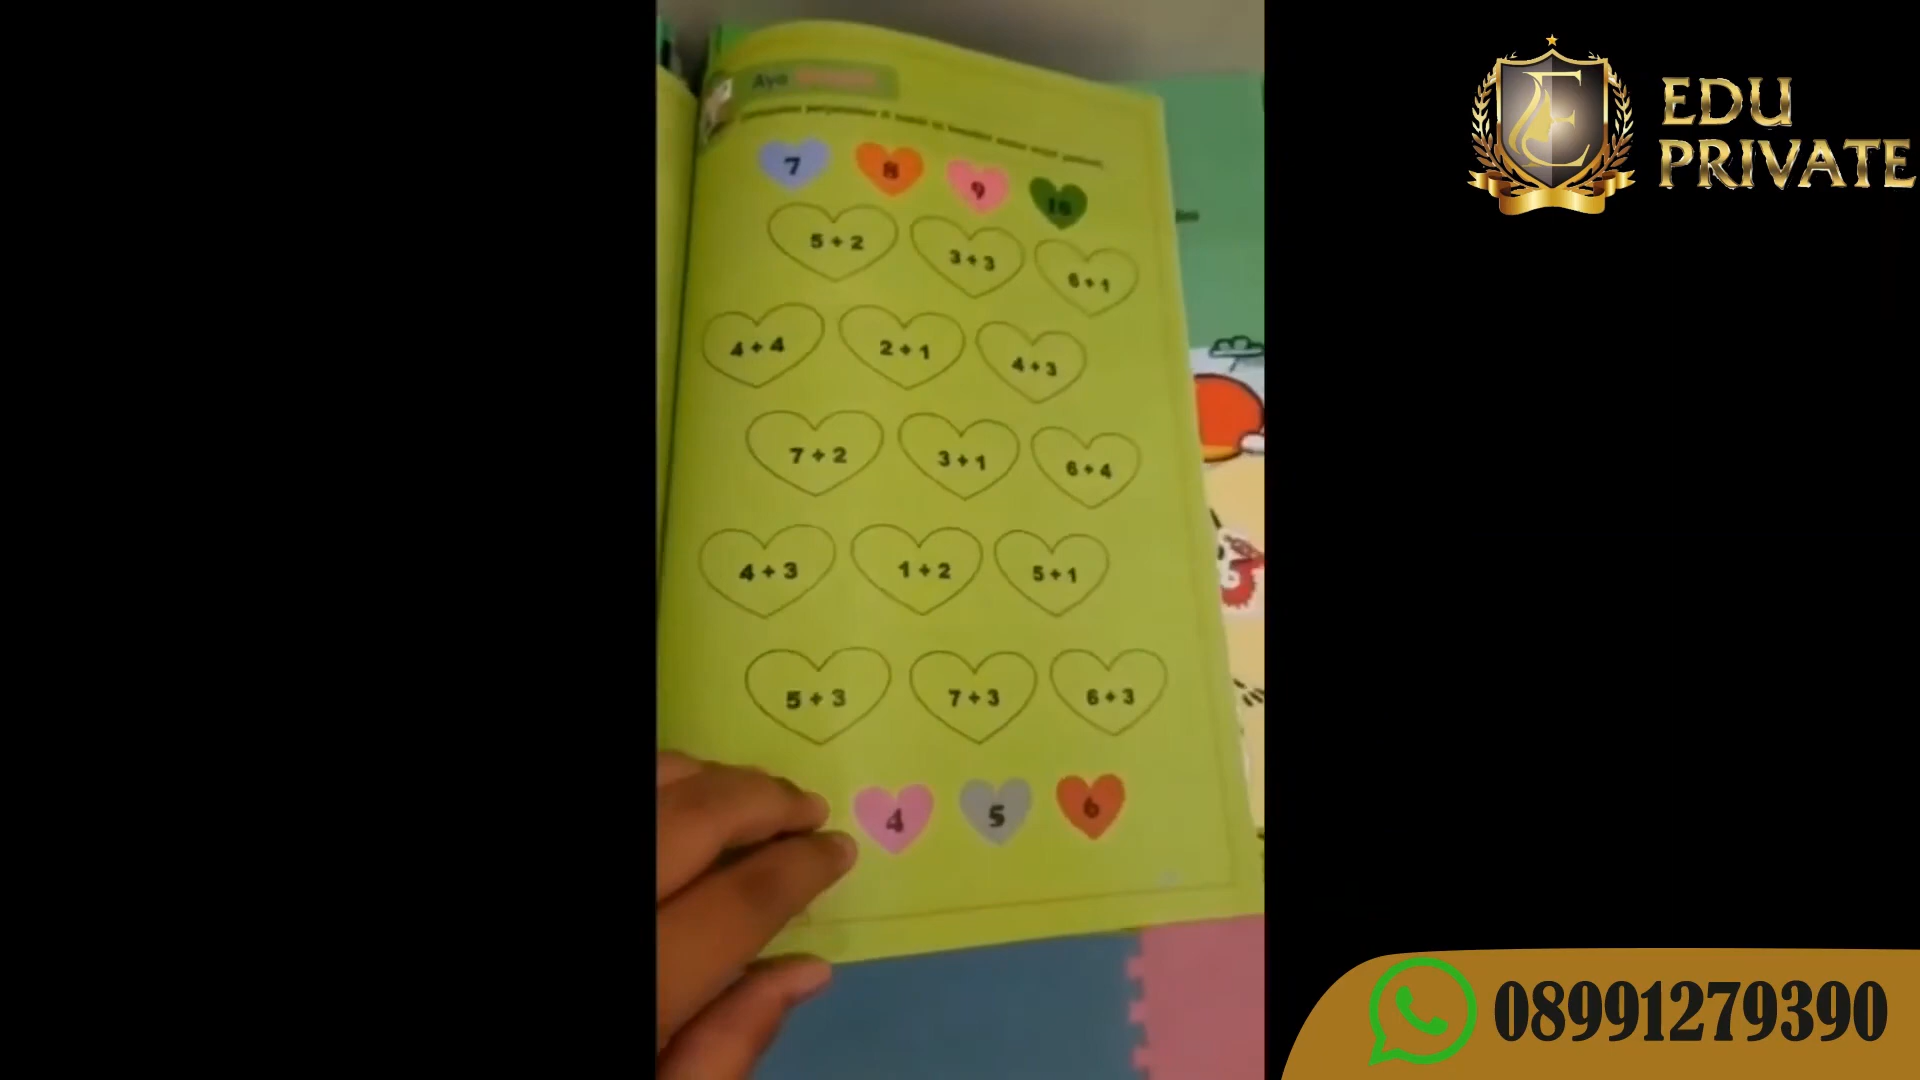 EDU
PRIVATE
Ayo
7 8 9
5 + 2 3 + 3 6 + 1
4 + 4 2 + 1 4 + 3
7 + 2 3 + 1 6 + 4
4 + 3 1 + 2 5 + 1
5 + 3 7 + 3 6 + 3
4 5 6
08991279390